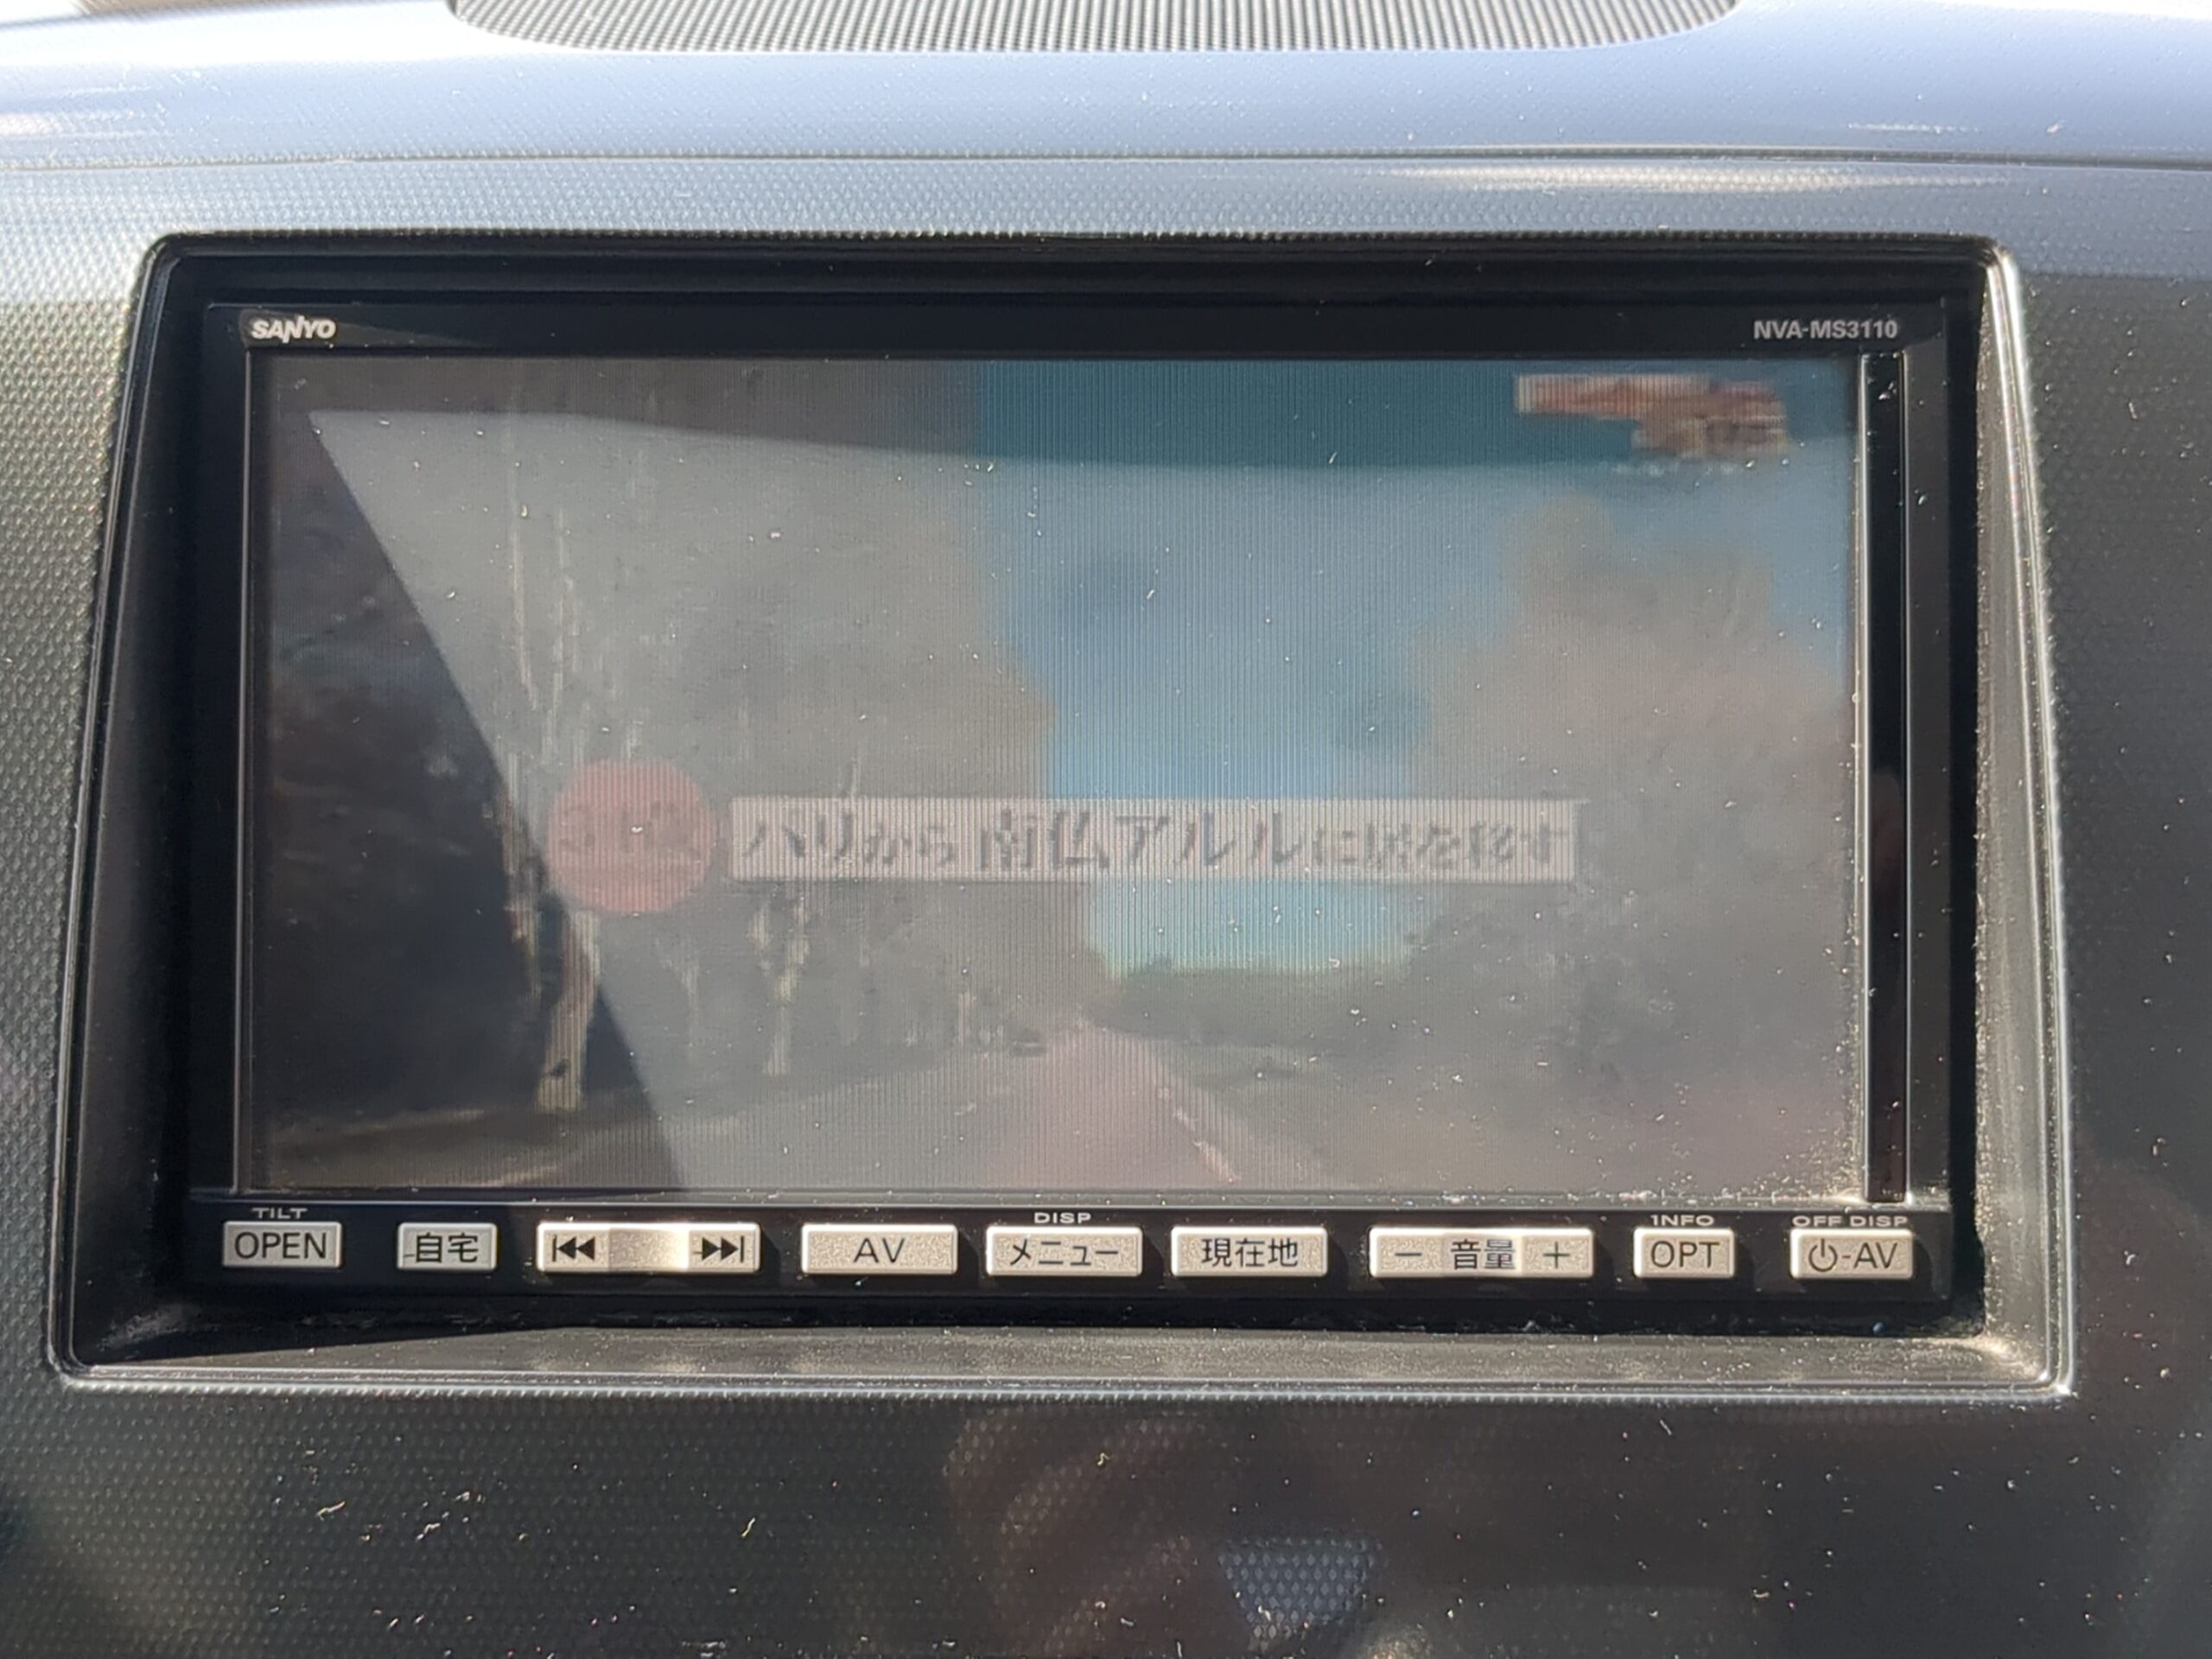 SANYO
NVA-MS3110
パリから南仏アルルに居を移す
TILT
OPEN
自宅
AV
DISP
メニュー
現在地
− 音量 +
INFO
OPT
OFF DISP
⏻-AV